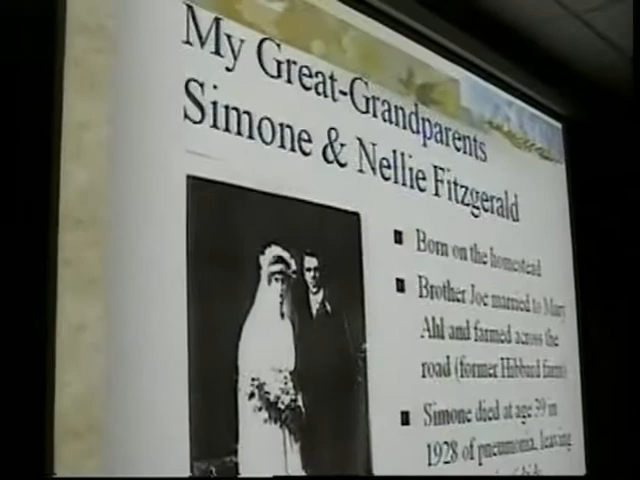 My Great-Grandparents
Simone & Nellie Fitzgerald
Born on the homestead
Brother Joe married to Mary
Ahl and farmed across the
road (former Hibbard farm)
Simone died at age 39 in
1928 of pneumonia, leaving